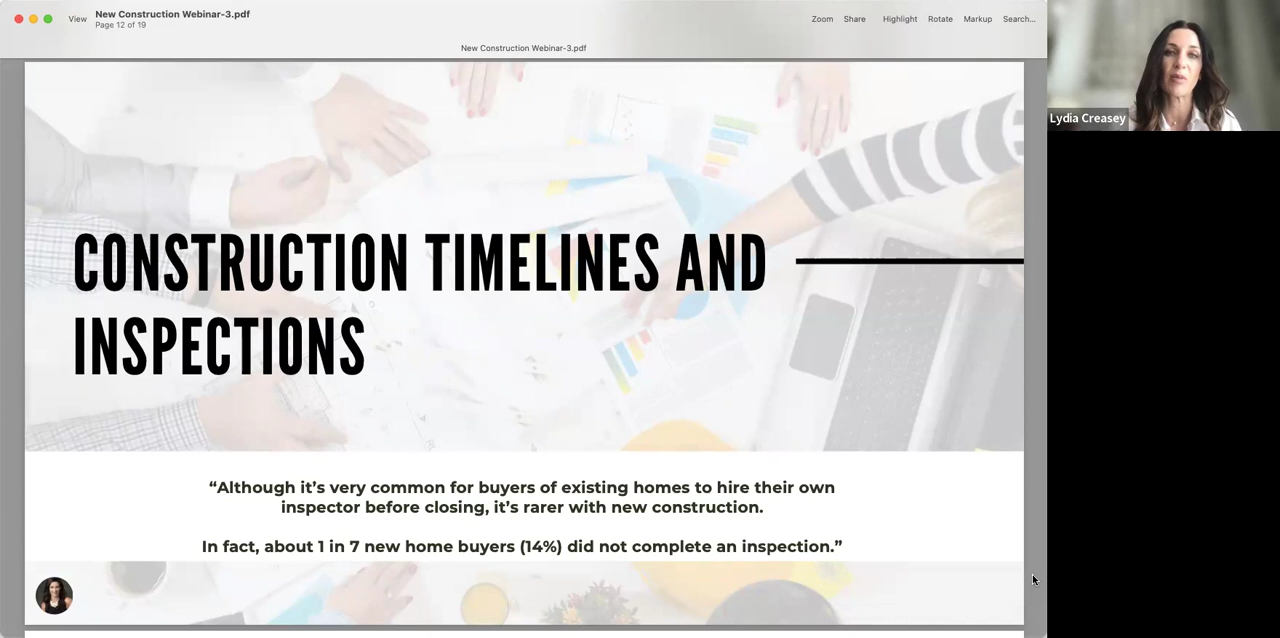 View
New Construction Webinar-3.pdf
Page 12 of 19
Zoom Share Highlight Rotate Markup Search...
New Construction Webinar-3.pdf
CONSTRUCTION TIMELINES AND
INSPECTIONS
“Although it’s very common for buyers of existing homes to hire their own
inspector before closing, it’s rarer with new construction.
In fact, about 1 in 7 new home buyers (14%) did not complete an inspection.”
Lydia Creasey